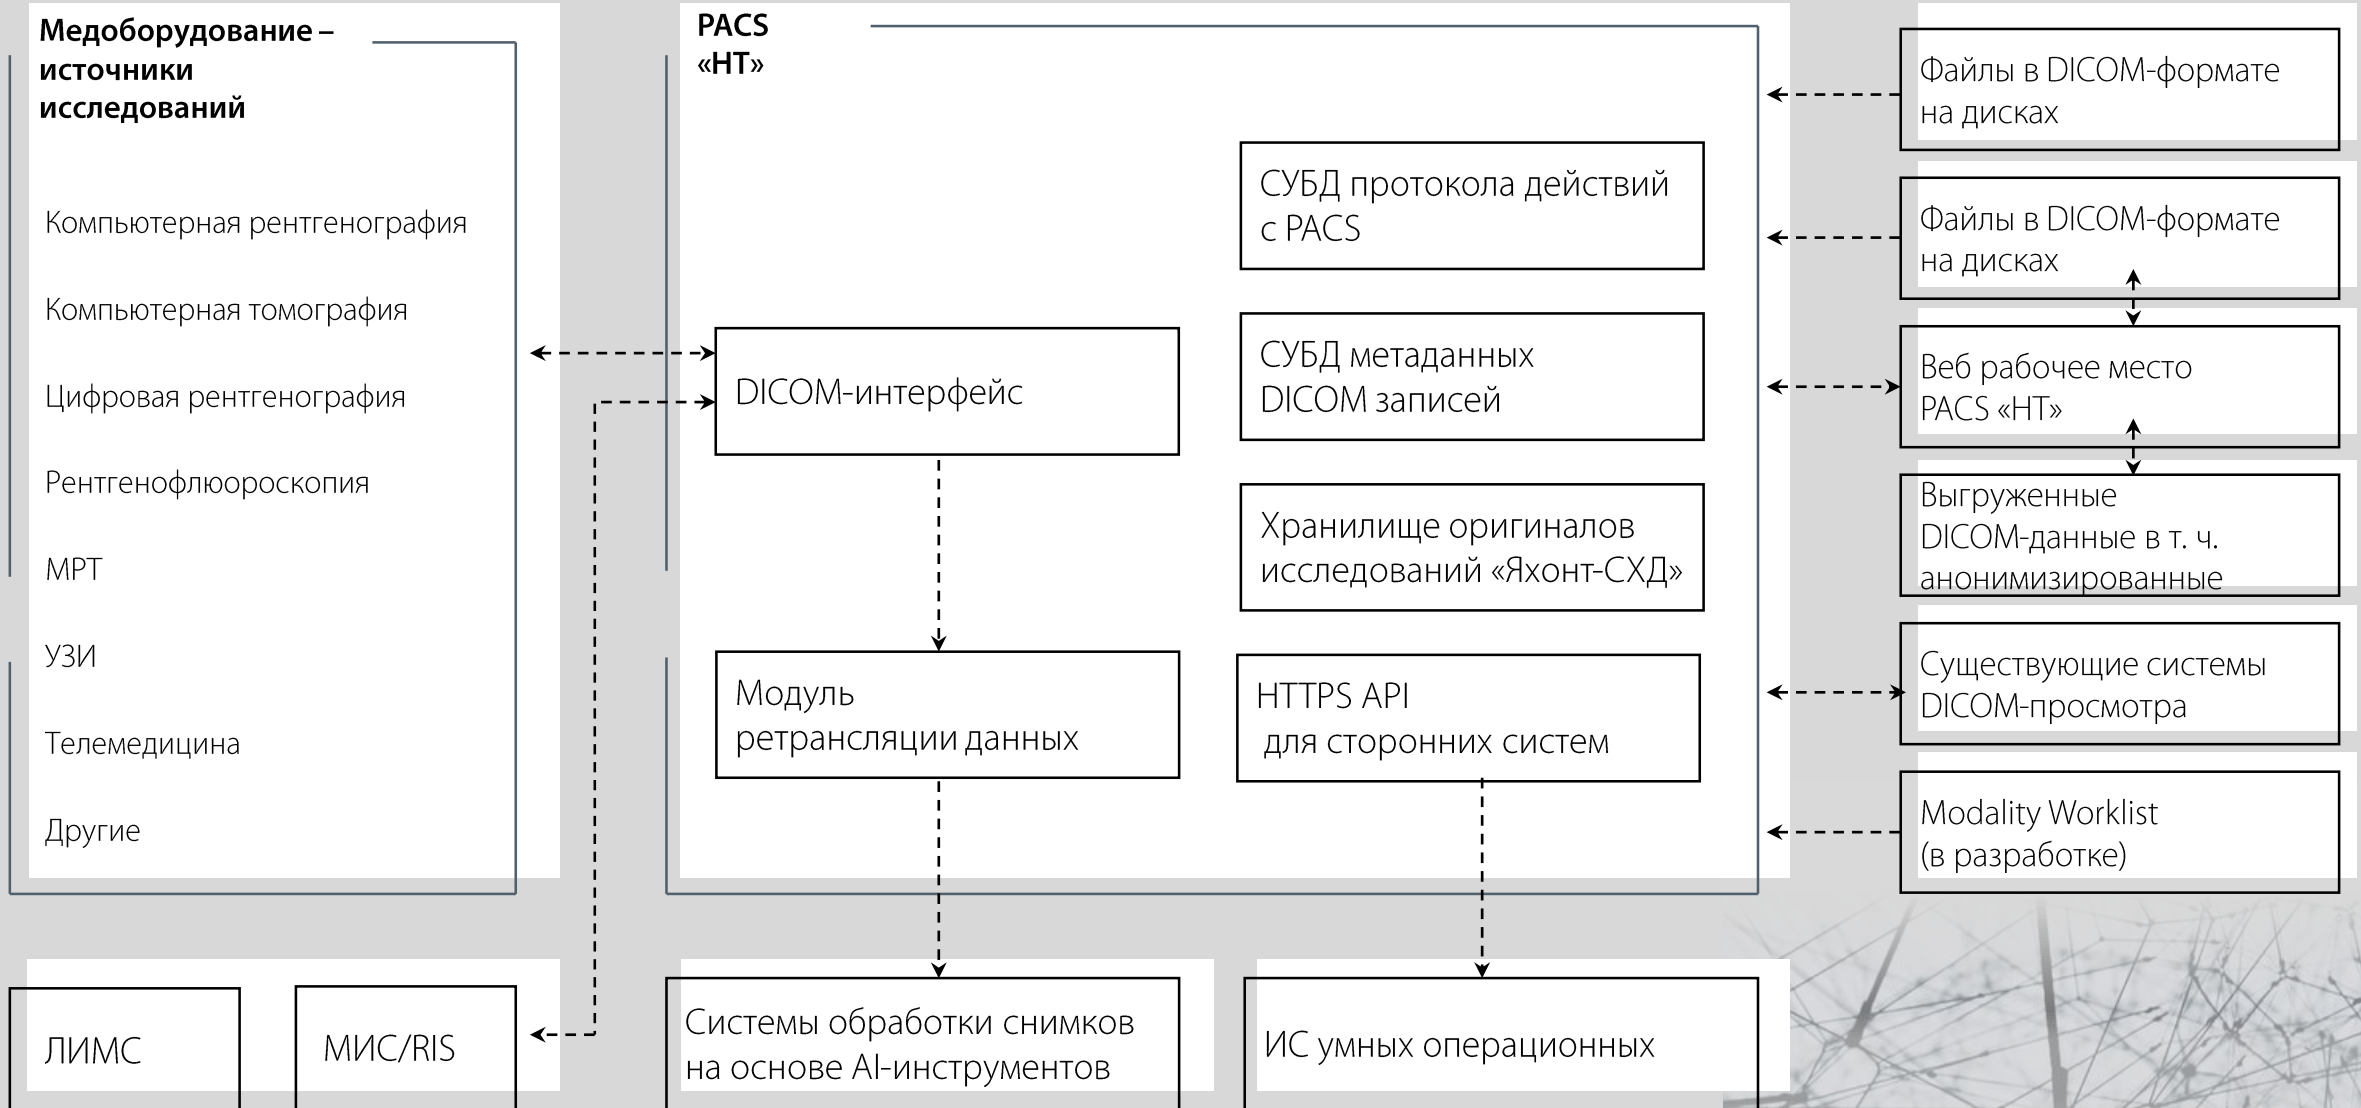 Медоборудование –
источники
исследований
Компьютерная рентгенография
Компьютерная томография
Цифровая рентгенография
Рентгенофлюороскопия
МРТ
УЗИ
Телемедицина
Другие
PACS
«НТ»
DICOM-интерфейс
Модуль
ретрансляции данных
СУБД протокола действий
с PACS
СУБД метаданных
DICOM записей
Хранилище оригиналов
исследований «Яхонт-СХД»
HTTPS API
для сторонних систем
Файлы в DICOM-формате
на дисках
Файлы в DICOM-формате
на дисках
Веб рабочее место
PACS «НТ»
Выгруженные
DICOM-данные в т. ч.
анонимизированные
Существующие системы
DICOM-просмотра
Modality Worklist
(в разработке)
ЛИМС
МИС/RIS
Системы обработки снимков
на основе AI-инструментов
ИС умных операционных